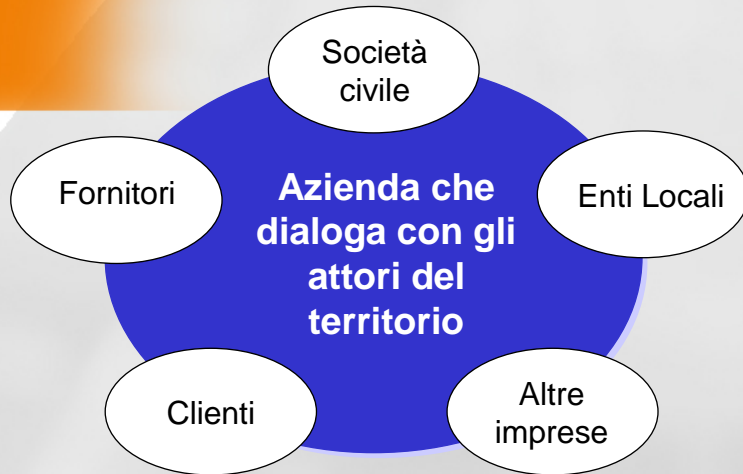 Società
civile
Fornitori
Azienda che
dialoga con gli
attori del
territorio
Enti Locali
Clienti
Altre
imprese